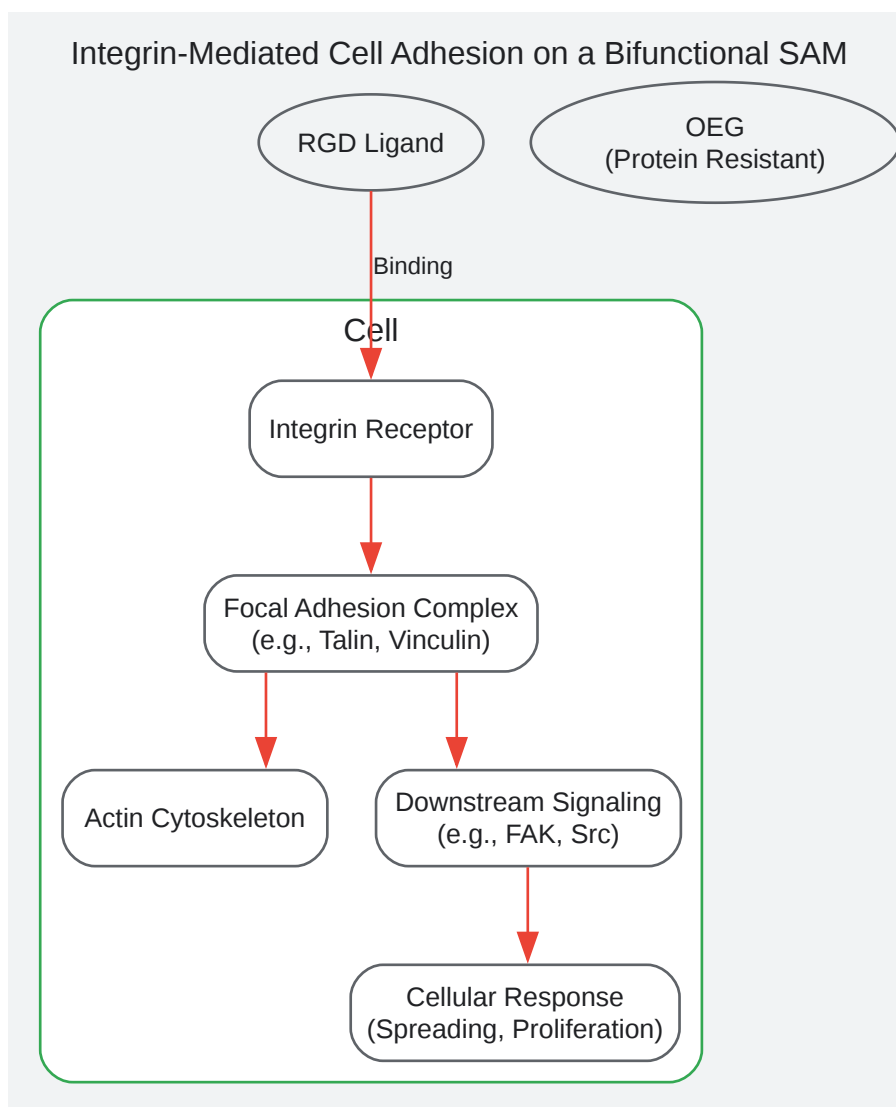 Integrin-Mediated Cell Adhesion on a Bifunctional SAM
RGD Ligand
OEG
(Protein Resistant)
Binding
Cell
Integrin Receptor
Focal Adhesion Complex
(e.g., Talin, Vinculin)
Actin Cytoskeleton
Downstream Signaling
(e.g., FAK, Src)
Cellular Response
(Spreading, Proliferation)